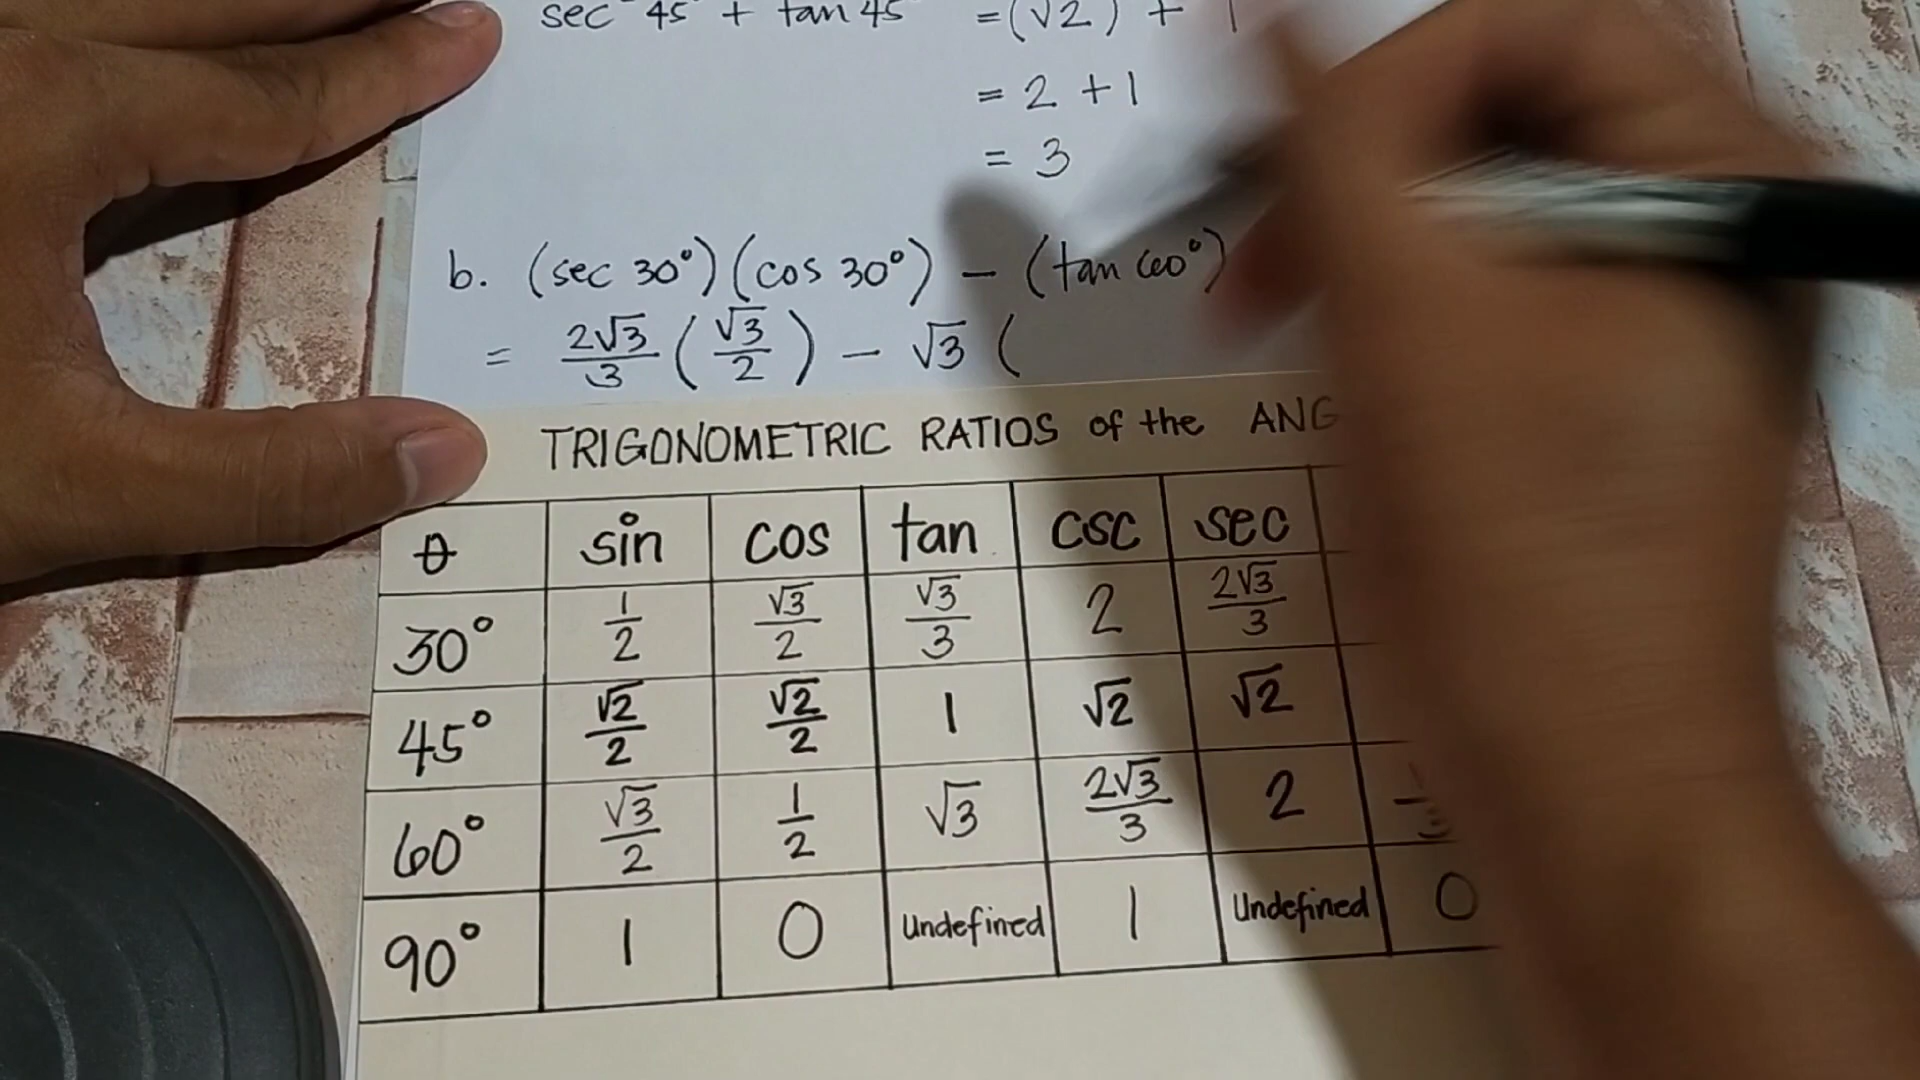 sec² 45° + tan 45° = (√2) + 1
= 2 + 1
= 3
b. (sec 30°)(cos 30°) − (tan 60°)
= 2√3/3 (√3/2) − √3 (
TRIGONOMETRIC RATIOS of the ANG
θ sin cos tan csc sec
30° 1/2 √3/2 √3/3 2 2√3/3
45° √2/2 √2/2 1 √2 √2
60° √3/2 1/2 √3 2√3/3 2
90° 1 0 Undefined 1 Undefined 0